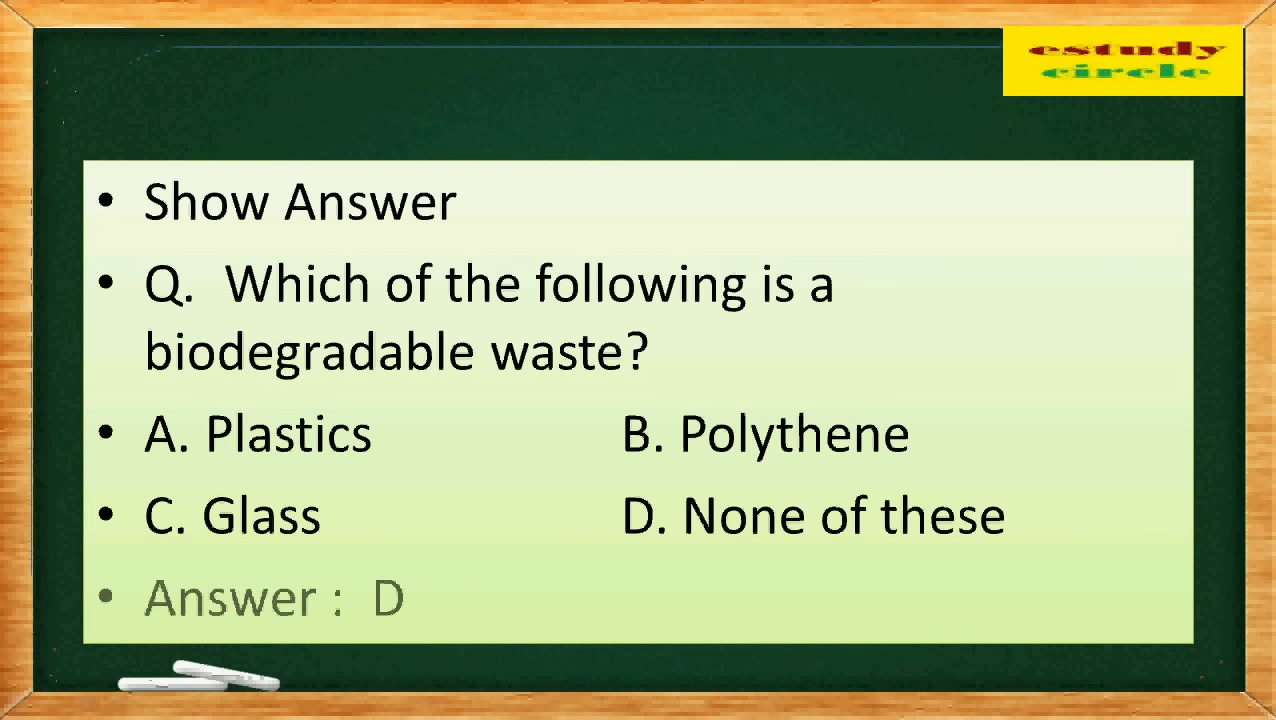 estudy
circle
• Show Answer
• Q. Which of the following is a
biodegradable waste?
• A. Plastics B. Polythene
• C. Glass D. None of these
• Answer : D